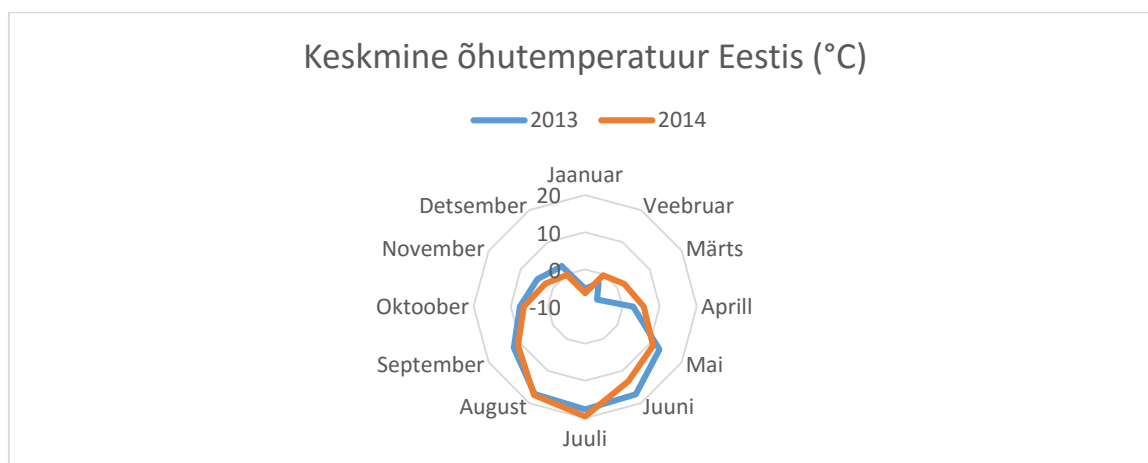 Keskmine õhutemperatuur Eestis (°C)
2013 2014
Jaanuar
20
Detsember Veebruar
10
November Märts
0
Oktoober -10 Aprill
September Mai
August Juuni
Juuli